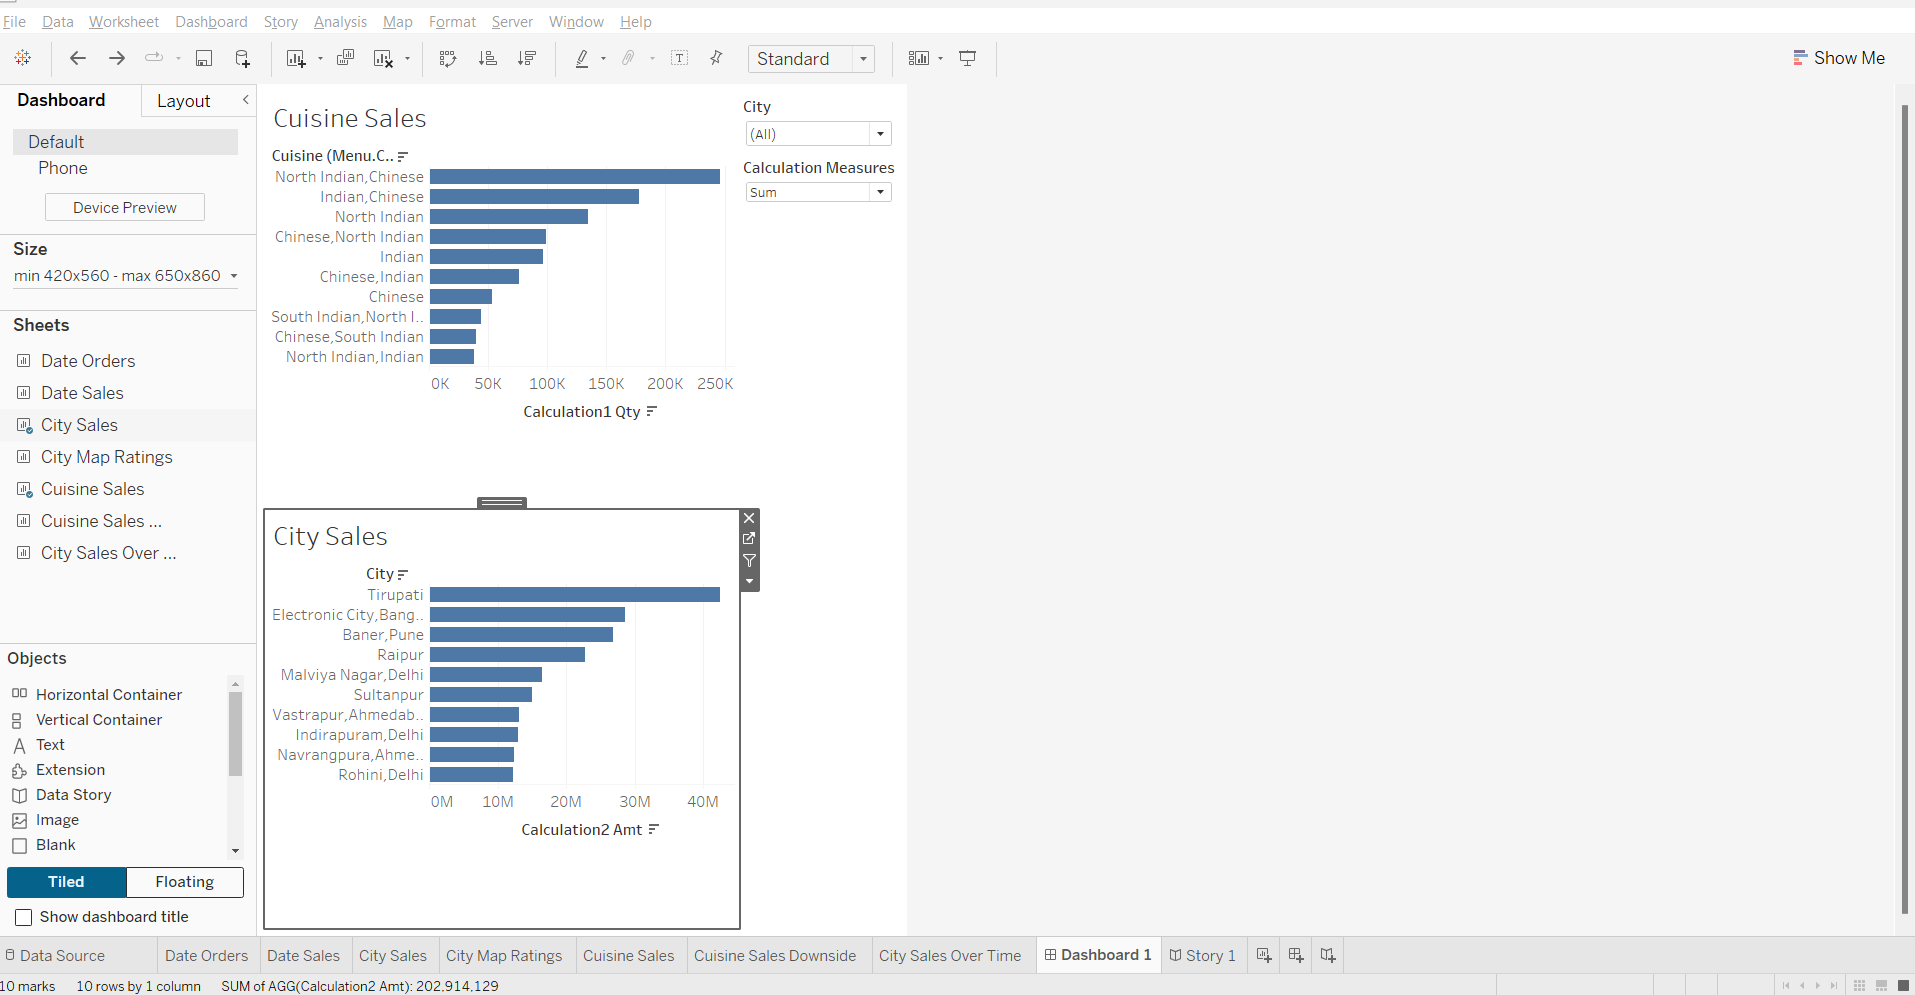 File Data Worksheet Dashboard Story Analysis Map Format Server Window Help
Standard
Show Me
Dashboard Layout
Default
Phone
Device Preview
Size
min 420x560 - max 650x860
Sheets
Date Orders
Date Sales
City Sales
City Map Ratings
Cuisine Sales
Cuisine Sales ...
City Sales Over ...
Objects
Horizontal Container
Vertical Container
Text
Extension
Data Story
Image
Blank
Tiled Floating
Show dashboard title
Cuisine Sales
Cuisine (Menu.C..
North Indian,Chinese
Indian,Chinese
North Indian
Chinese,North Indian
Indian
Chinese,Indian
Chinese
South Indian,North I..
Chinese,South Indian
North Indian,Indian
0K 50K 100K 150K 200K 250K
Calculation1 Qty
City
(All)
Calculation Measures
Sum
City Sales
City
Tirupati
Electronic City,Bang..
Baner,Pune
Raipur
Malviya Nagar,Delhi
Sultanpur
Vastrapur,Ahmedab..
Indirapuram,Delhi
Navrangpura,Ahme..
Rohini,Delhi
0M 10M 20M 30M 40M
Calculation2 Amt
Data Source Date Orders Date Sales City Sales City Map Ratings Cuisine Sales Cuisine Sales Downside City Sales Over Time Dashboard 1 Story 1
10 marks 10 rows by 1 column SUM of AGG(Calculation2 Amt): 202,914,129